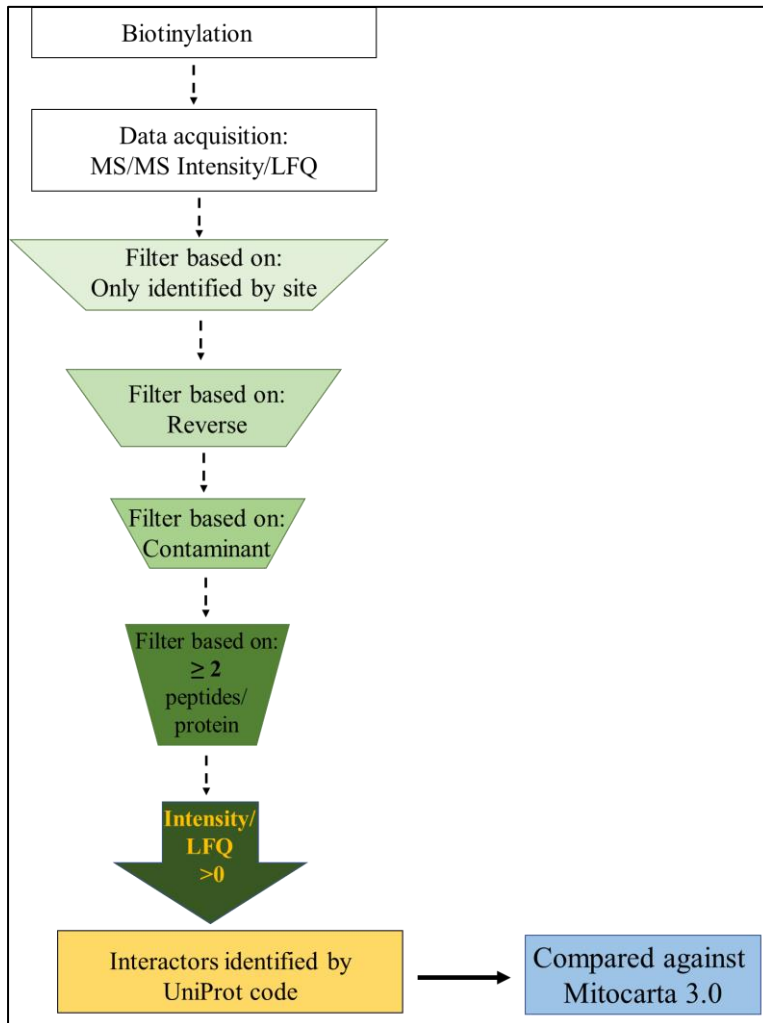 Biotinylation
Data acquisition:
MS/MS Intensity/LFQ
Filter based on:
Only identified by site
Filter based on:
Reverse
Filter based on:
Contaminant
Filter based on:
≥ 2
peptides/
protein
Intensity/
LFQ
>0
Interactors identified by
UniProt code
Compared against
Mitocarta 3.0